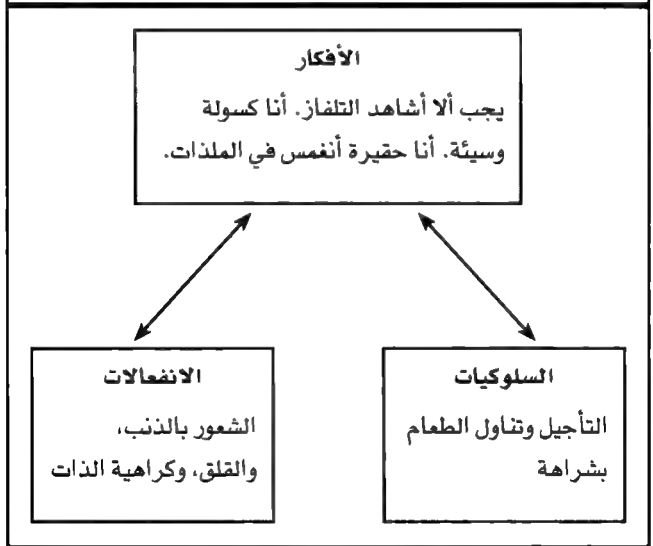 الأفكار
يجب ألا أشاهد التلفاز. أنا كسولة
وسيئة. أنا حقيرة أنغمس في الملذات.
الانفعالات
الشعور بالذنب،
والقلق، وكراهية الذات
السلوكيات
التأجيل وتناول الطعام
بشراهة